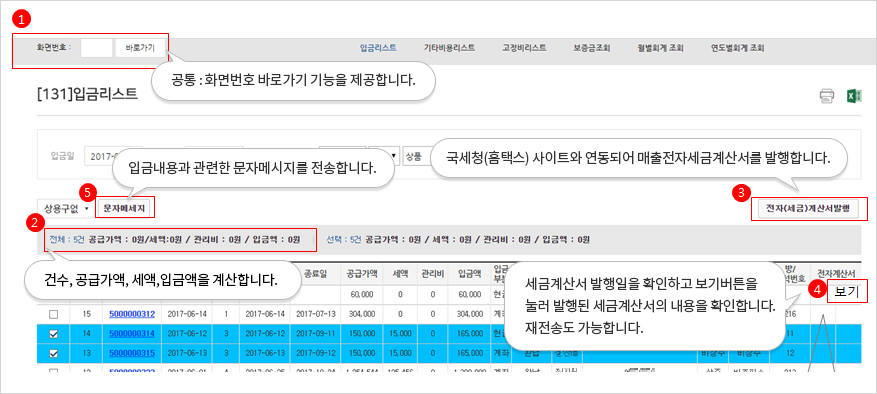 1
화면번호 : 바로가기 입금리스트 기타비용리스트 고정비리스트 보증금조회 월별회계 조회 연도별회계 조회
공통 : 화면번호 바로가기 기능을 제공합니다.
[131]입금리스트
입금일 상품
입금내용과 관련한 문자메시지를 전송합니다.
국세청(홈택스) 사이트와 연동되어 매출전자세금계산서를 발행합니다.
5
3
상용구없 문자메세지 전자(세금)계산서발행
2
전체 : 5건 공급가액 : 0원/세액:0원 / 관리비 : 0원 / 입금액 : 0원 선택 : 5건 공급가액 : 0원 / 세액 : 0원 / 관리비 : 0원 / 입금액 : 0원
건수, 공급가액, 세액,입금액을 계산합니다.
종료일 공급가액 세액 관리비 입금액 전자계산서
세금계산서 발행일을 확인하고 보기버튼을
눌러 발행된 세금계산서의 내용을 확인합니다.
재전송도 가능합니다.
4 보기
60,000 0 0 60,000
15 5000000312 2017-06-14 1 2017-06-14 2017-07-13 304,000 0 0 304,000
14 5000000314 2017-06-12 3 2017-06-12 2017-09-11 150,000 15,000 0 165,000
13 5000000315 2017-06-13 3 2017-06-13 2017-09-12 150,000 15,000 0 165,000 계좌 비상주 비상주 12